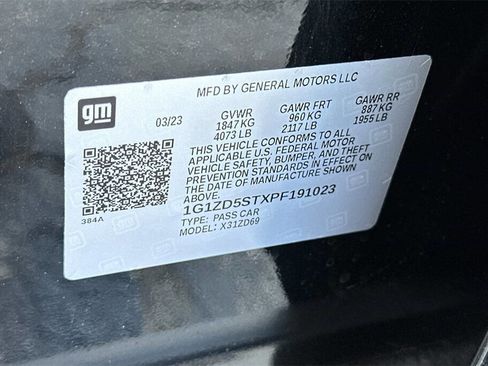 MFD BY GENERAL MOTORS LLC
gm
03/23 GVWR GAWR FRT GAWR RR
1847 KG 960 KG 887 KG
4073 LB 2117 LB 1955 LB
THIS VEHICLE CONFORMS TO ALL
APPLICABLE U.S. FEDERAL MOTOR
VEHICLE SAFETY, BUMPER, AND THEFT
PREVENTION STANDARDS IN EFFECT ON
THE DATE OF MANUFACTURE SHOWN
ABOVE.
1G1ZD5STXPF191023
TYPE: PASS CAR
MODEL: X31ZD69
384A